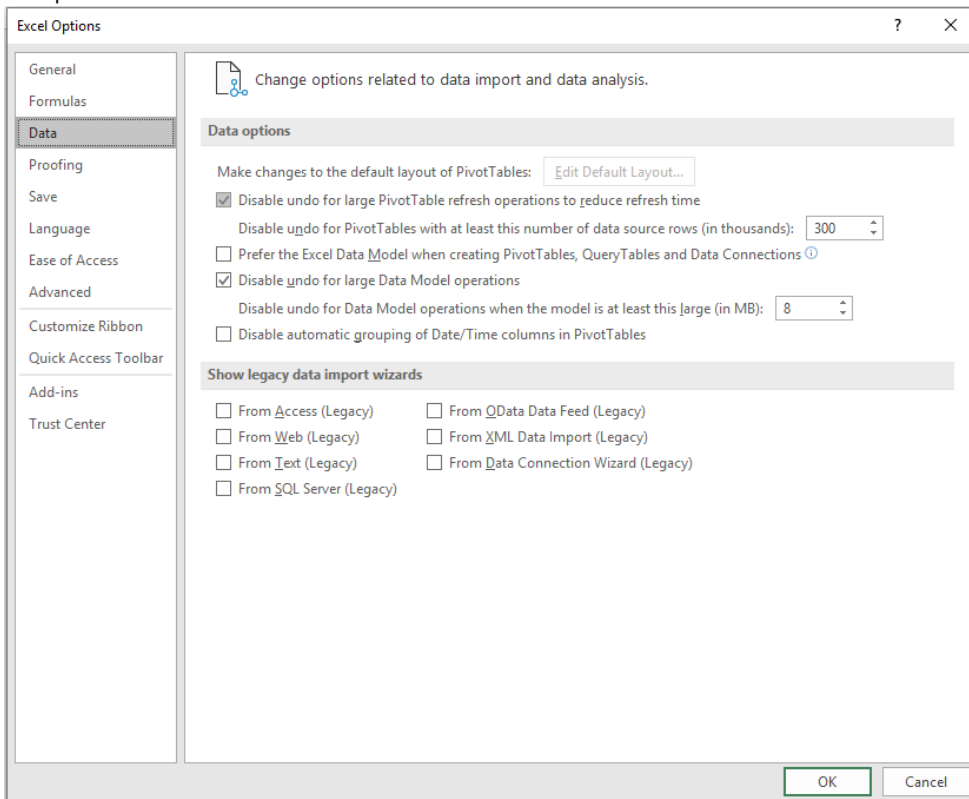 Excel Options ? ✕
General
Formulas
Data
Proofing
Save
Language
Ease of Access
Advanced
Customize Ribbon
Quick Access Toolbar
Add-ins
Trust Center
Change options related to data import and data analysis.
Data options
Make changes to the default layout of PivotTables: Edit Default Layout...
Disable undo for large PivotTable refresh operations to reduce refresh time
Disable undo for PivotTables with at least this number of data source rows (in thousands): 300
Prefer the Excel Data Model when creating PivotTables, QueryTables and Data Connections
Disable undo for large Data Model operations
Disable undo for Data Model operations when the model is at least this large (in MB): 8
Disable automatic grouping of Date/Time columns in PivotTables
Show legacy data import wizards
From Access (Legacy) From OData Data Feed (Legacy)
From Web (Legacy) From XML Data Import (Legacy)
From Text (Legacy) From Data Connection Wizard (Legacy)
From SQL Server (Legacy)
OK Cancel